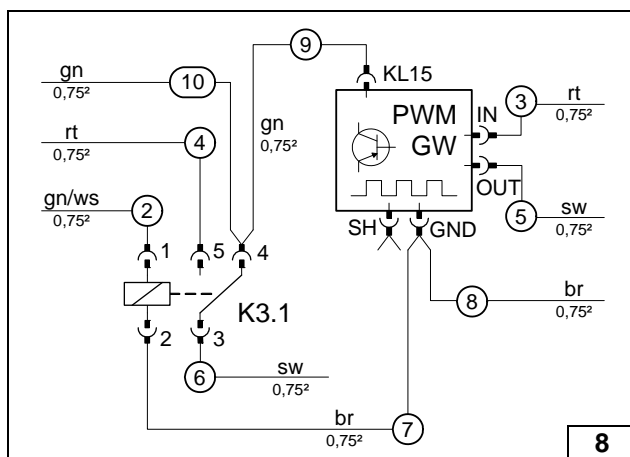 9
gn
10
KL15
0,75²
PWM
IN
3
rt
rt
4
gn
GW
0,75²
0,75²
0,75²
gn/ws
OUT
2
5
sw
0,75²
SH
GND
0,75²
1
5
4
8
br
K3.1
0,75²
2
3
6
sw
0,75²
br
7
0,75²
8